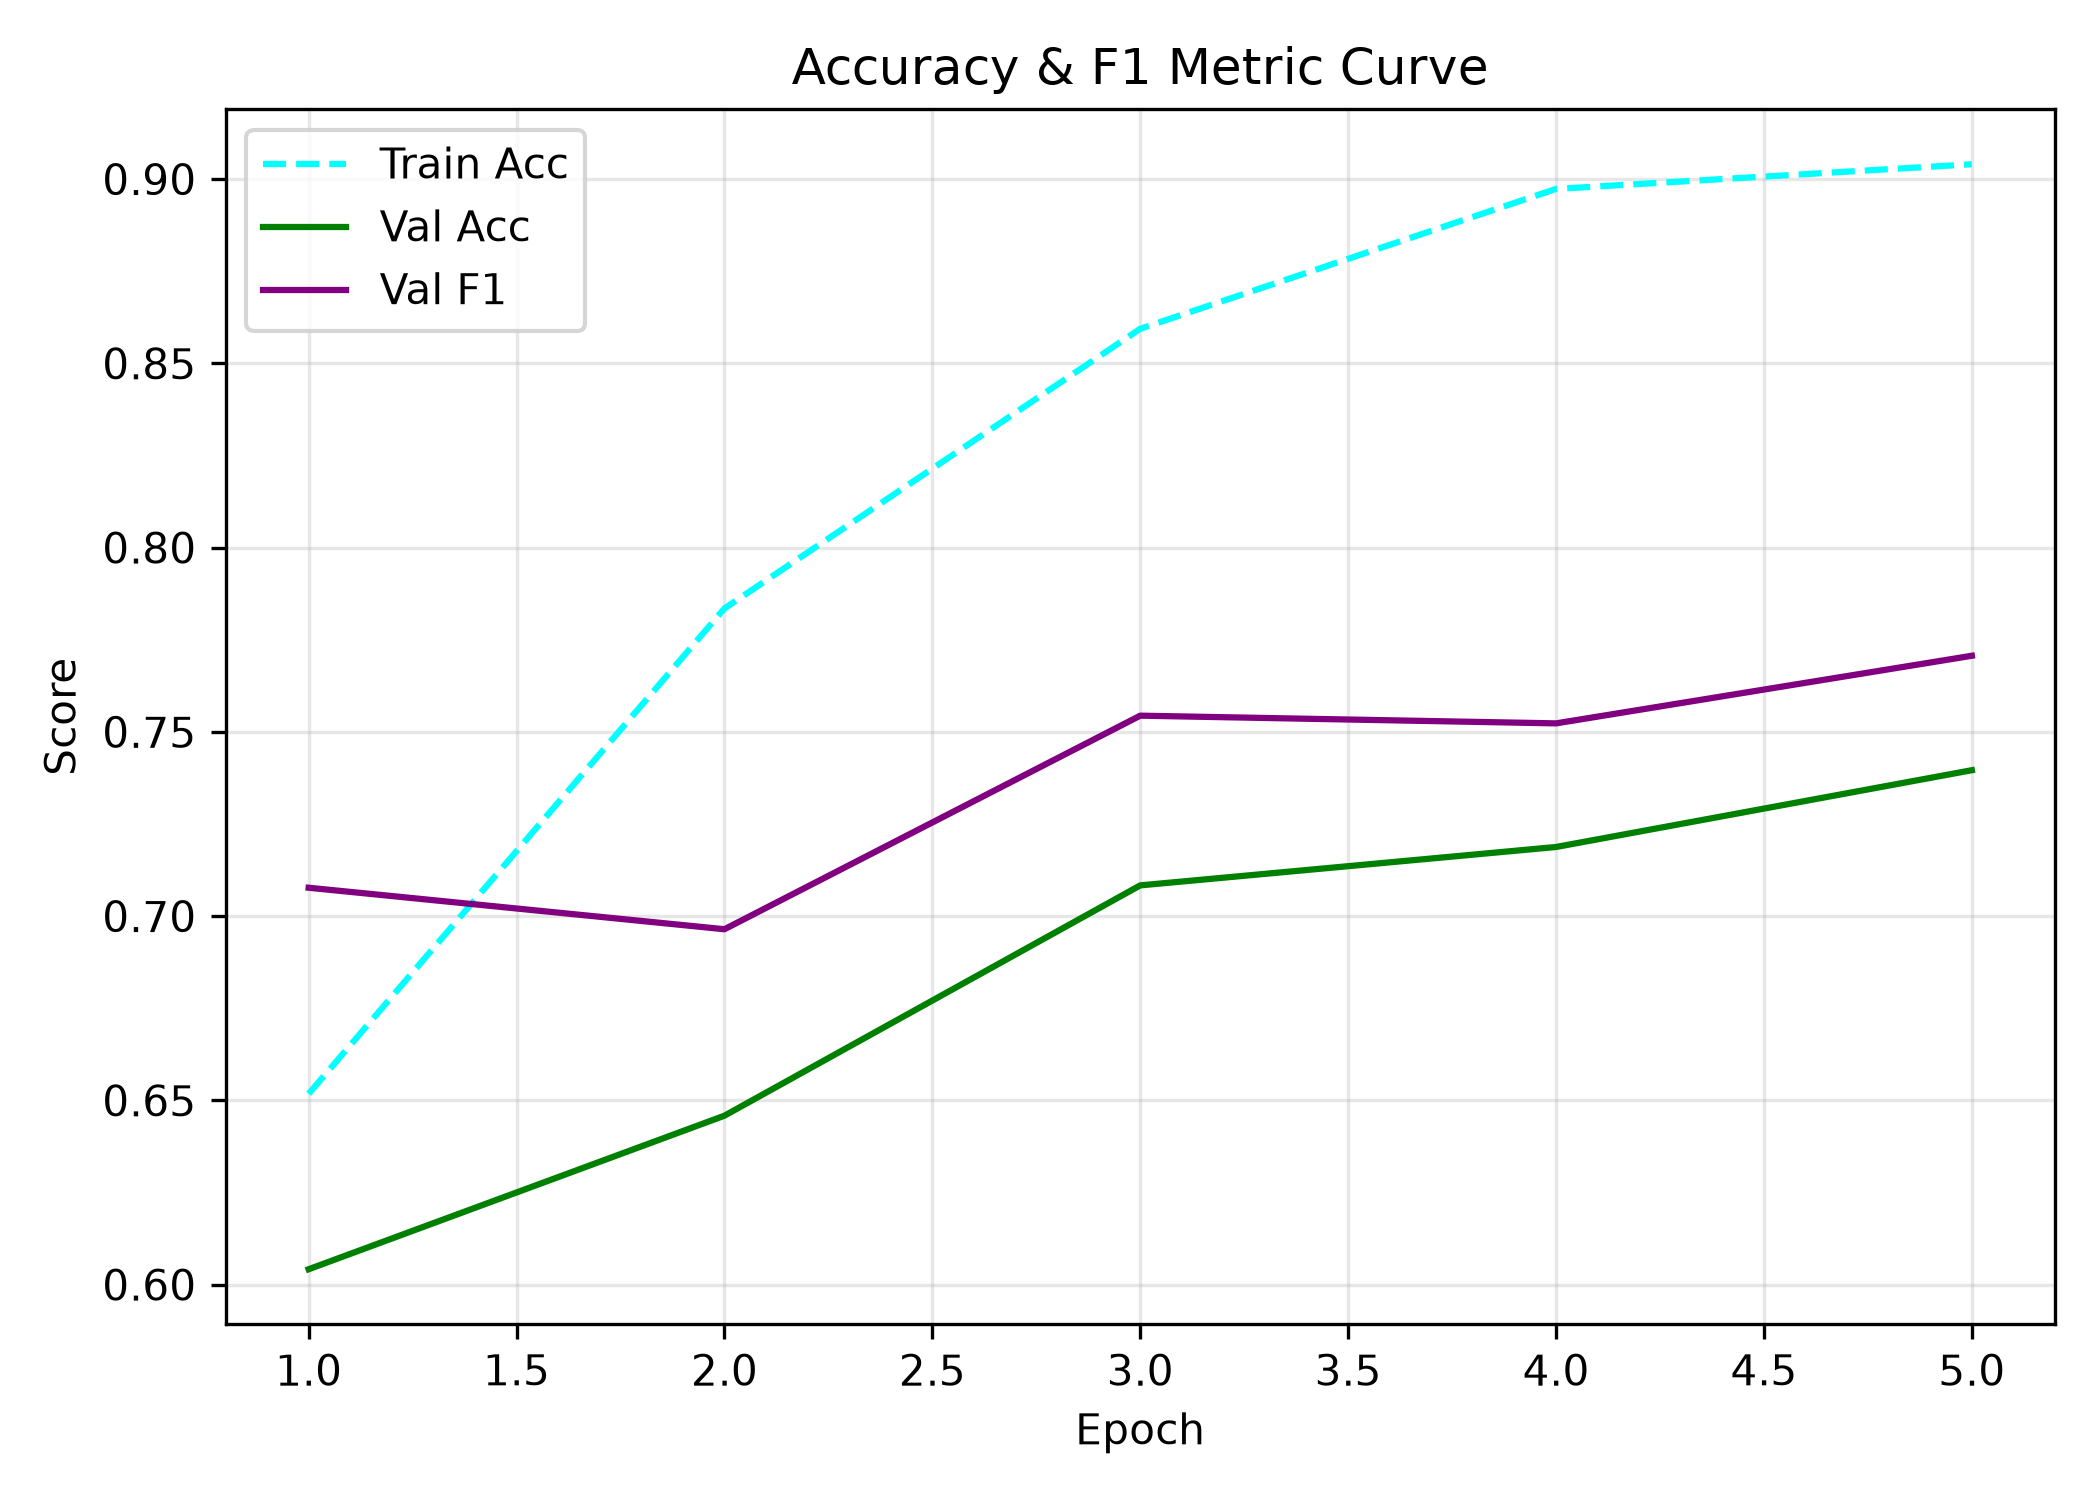 Accuracy & F1 Metric Curve
Train Acc
Val Acc
Val F1
0.90
0.85
0.80
0.75
0.70
0.65
0.60
Score
1.0 1.5 2.0 2.5 3.0 3.5 4.0 4.5 5.0
Epoch